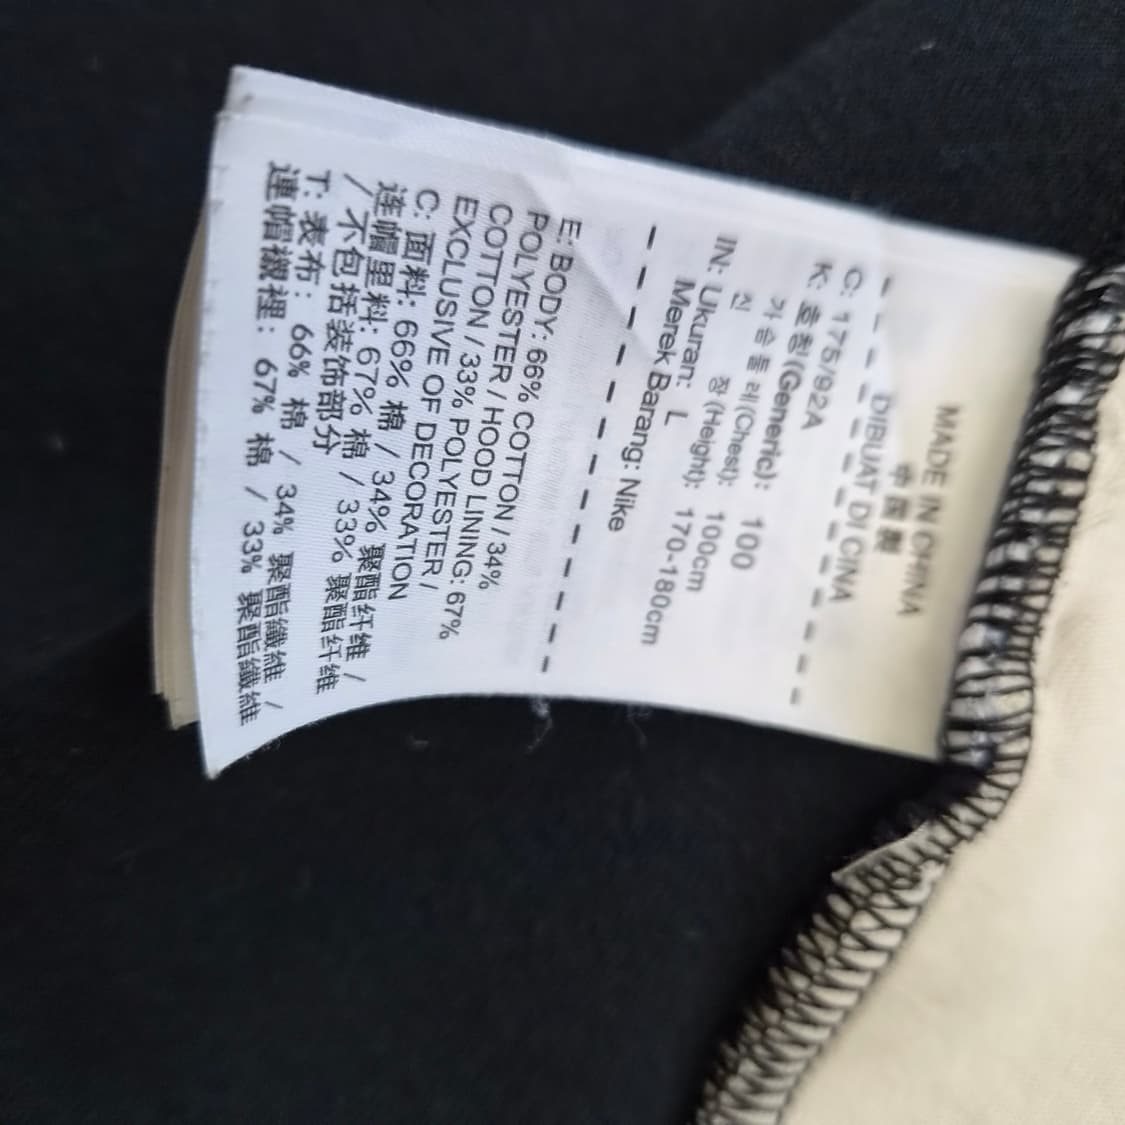 MADE IN CHINA
中国製
DIBUAT DI CINA
G: 175/92A
K: 호칭(Generic): 100
가슴둘레(Chest): 100cm
신장(Height): 170-180cm
IN: Ukuran: L
Merek Barang: Nike
E: BODY: 66% COTTON / 34%
POLYESTER / HOOD LINING: 67%
COTTON / 33% POLYESTER /
EXCLUSIVE OF DECORATION
C: 面料: 66% 棉 / 34% 聚酯纤维 /
连帽里料: 67% 棉 / 33% 聚酯纤维
/ 不包括装饰部分
T: 表布: 66% 棉 / 34% 聚酯纖維 /
連帽襯裡: 67% 棉 / 33% 聚酯纖維